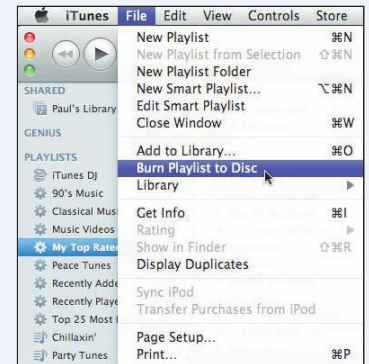 iTunes File Edit View Controls Store
New Playlist ⌘N
New Playlist from Selection ⇧⌘N
New Playlist Folder
New Smart Playlist... ⌥⌘N
Edit Smart Playlist
Close Window ⌘W
Add to Library... ⌘O
Burn Playlist to Disc
Library
Get Info ⌘I
Rating
Show in Finder ⇧⌘R
Display Duplicates
Sync iPod
Transfer Purchases from iPod
Page Setup...
Print... ⌘P
SHARED
Paul's Library
GENIUS
PLAYLISTS
iTunes DJ
90's Music
Classical Musi
Music Videos
My Top Rated
Peace Tunes
Recently Adde
Recently Playe
Top 25 Most
Chillaxin'
Party Tunes